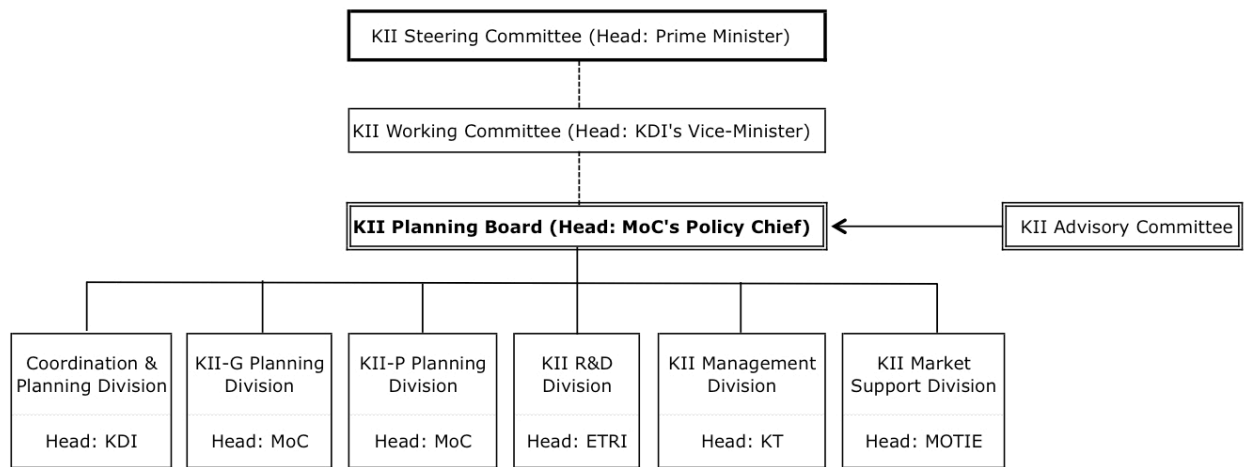 KII Steering Committee (Head: Prime Minister)
KII Working Committee (Head: KDI's Vice-Minister)
KII Planning Board (Head: MoC's Policy Chief)
KII Advisory Committee
Coordination &
Planning Division
Head: KDI
KII-G Planning
Division
Head: MoC
KII-P Planning
Division
Head: MoC
KII R&D
Division
Head: ETRI
KII Management
Division
Head: KT
KII Market
Support Division
Head: MOTIE